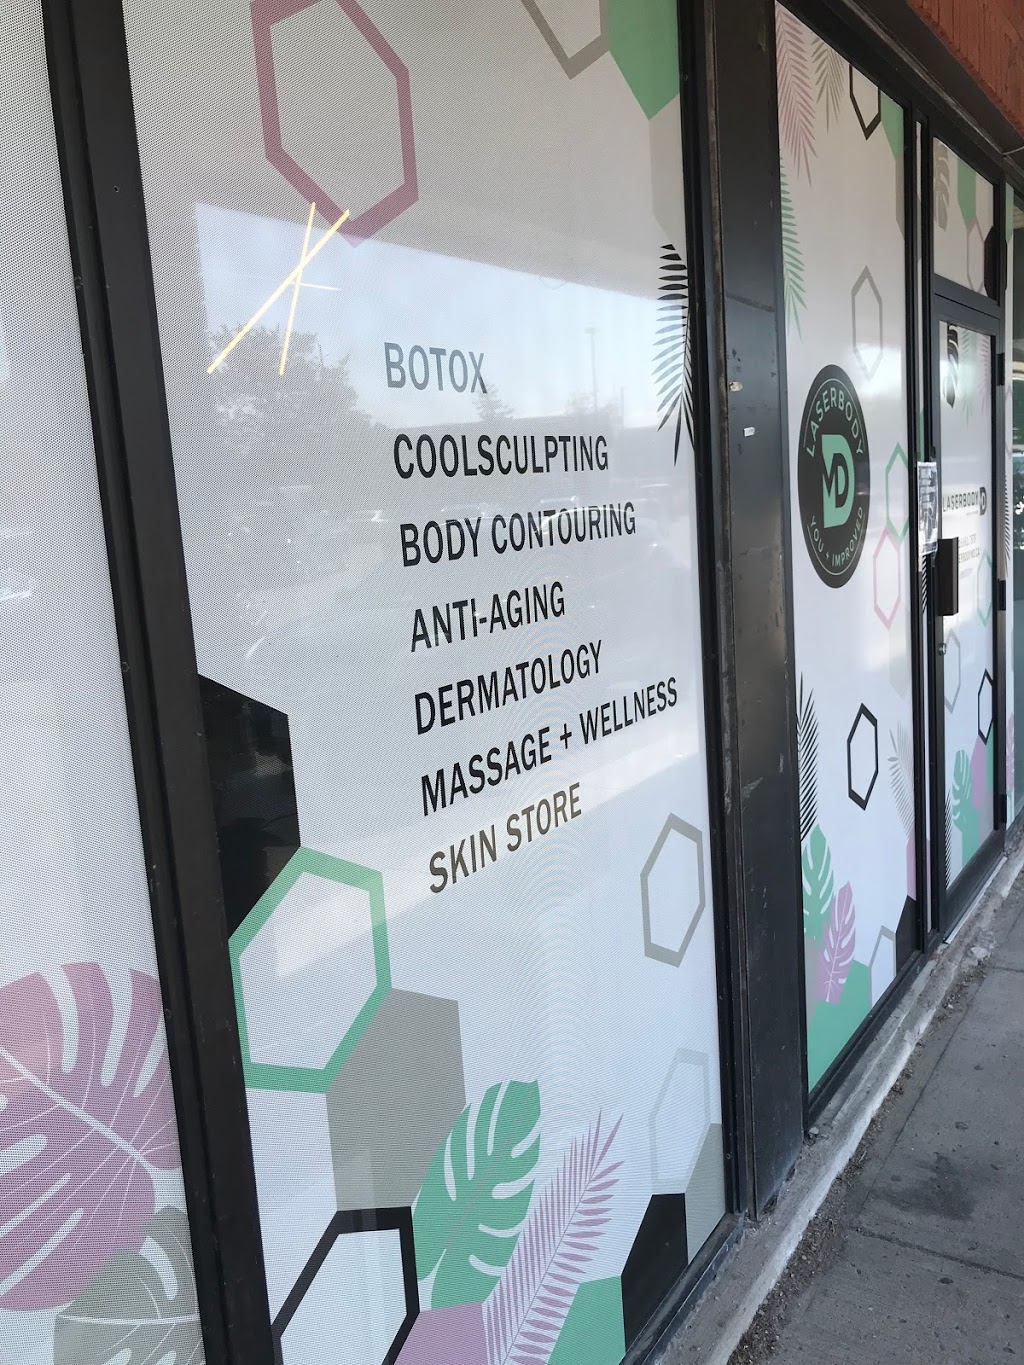 BOTOX
COOLSCULPTING
BODY CONTOURING
ANTI-AGING
DERMATOLOGY
MASSAGE + WELLNESS
SKIN STORE
LASERBODY
MD
YOU + IMPROVED
LASERBODY